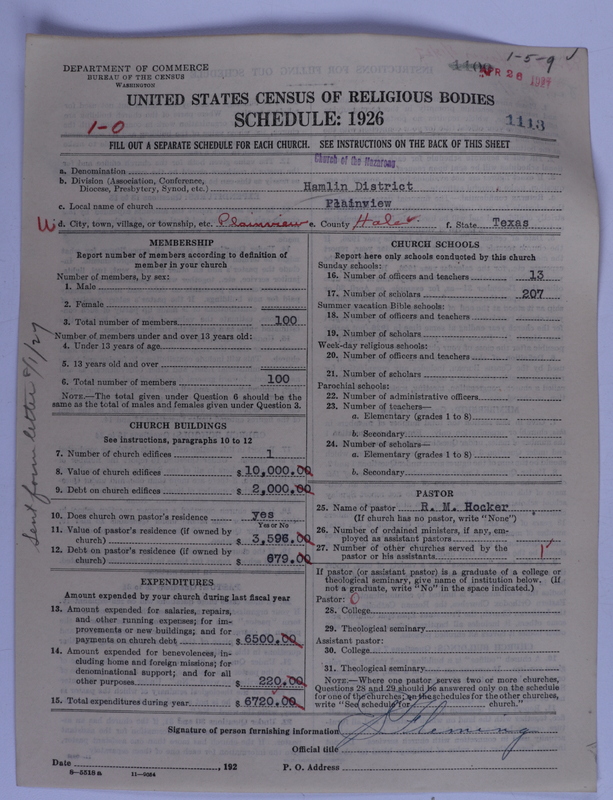 DEPARTMENT OF COMMERCE
BUREAU OF THE CENSUS
WASHINGTON
1100
1-5-9
APR 26 1927
UNITED STATES CENSUS OF RELIGIOUS BODIES
SCHEDULE: 1926
1113
1-0
FILL OUT A SEPARATE SCHEDULE FOR EACH CHURCH. SEE INSTRUCTIONS ON THE BACK OF THIS SHEET
a. Denomination Church of the Nazarene
b. Division (Association, Conference,
Diocese, Presbytery, Synod, etc.) Hamlin District
c. Local name of church Plainview
d. City, town, village, or township, etc. Plainview e. County Hale f. State Texas
MEMBERSHIP
Report number of members according to definition of
member in your church
Number of members, by sex:
1. Male
2. Female
3. Total number of members 100
Number of members under and over 13 years old:
4. Under 13 years of age
5. 13 years old and over
6. Total number of members 100
NOTE.—The total given under Question 6 should be the
same as the total of males and females given under Question 3.
CHURCH BUILDINGS
See instructions, paragraphs 10 to 12
7. Number of church edifices 1
8. Value of church edifices $ 10,000.00
9. Debt on church edifices $ 2,000.00
10. Does church own pastor's residence yes
Yes or No
11. Value of pastor's residence (if owned by
church) $ 3,596.00
12. Debt on pastor's residence (if owned by
church) $ 679.00
EXPENDITURES
Amount expended by your church during last fiscal year
13. Amount expended for salaries, repairs,
and other running expenses; for im-
provements or new buildings; and for
payments on church debt $ 6500.00
14. Amount expended for benevolences, in-
cluding home and foreign missions; for
denominational support; and for all
other purposes $ 220.00
15. Total expenditures during year $ 6720.00
CHURCH SCHOOLS
Report here only schools conducted by this church
Sunday schools:
16. Number of officers and teachers 13
17. Number of scholars 207
Summer vacation Bible schools:
18. Number of officers and teachers
19. Number of scholars
Week-day religious schools:
20. Number of officers and teachers
21. Number of scholars
Parochial schools:
22. Number of administrative officers
23. Number of teachers—
a. Elementary (grades 1 to 8)
b. Secondary
24. Number of scholars—
a. Elementary (grades 1 to 8)
b. Secondary
PASTOR
25. Name of pastor R. M. Hocker
(If church has no pastor, write "None")
26. Number of ordained ministers, if any, em-
ployed as assistant pastors
27. Number of other churches served by the
pastor or his assistants 1
If pastor (or assistant pastor) is a graduate of a college or
theological seminary, give name of institution below. (If
not a graduate, write "No" in the space indicated.)
Pastor: 0
28. College
29. Theological seminary
Assistant pastor:
30. College
31. Theological seminary
NOTE.—Where one pastor serves two or more churches,
Questions 28 and 29 should be answered only on the schedule
for one of the churches; on the schedules for the other churches,
write "See schedule for church."
Signature of person furnishing information Fleming
Official title
Date , 192 P. O. Address
8—5518a 11—9054
Sent form letter 9/1/27